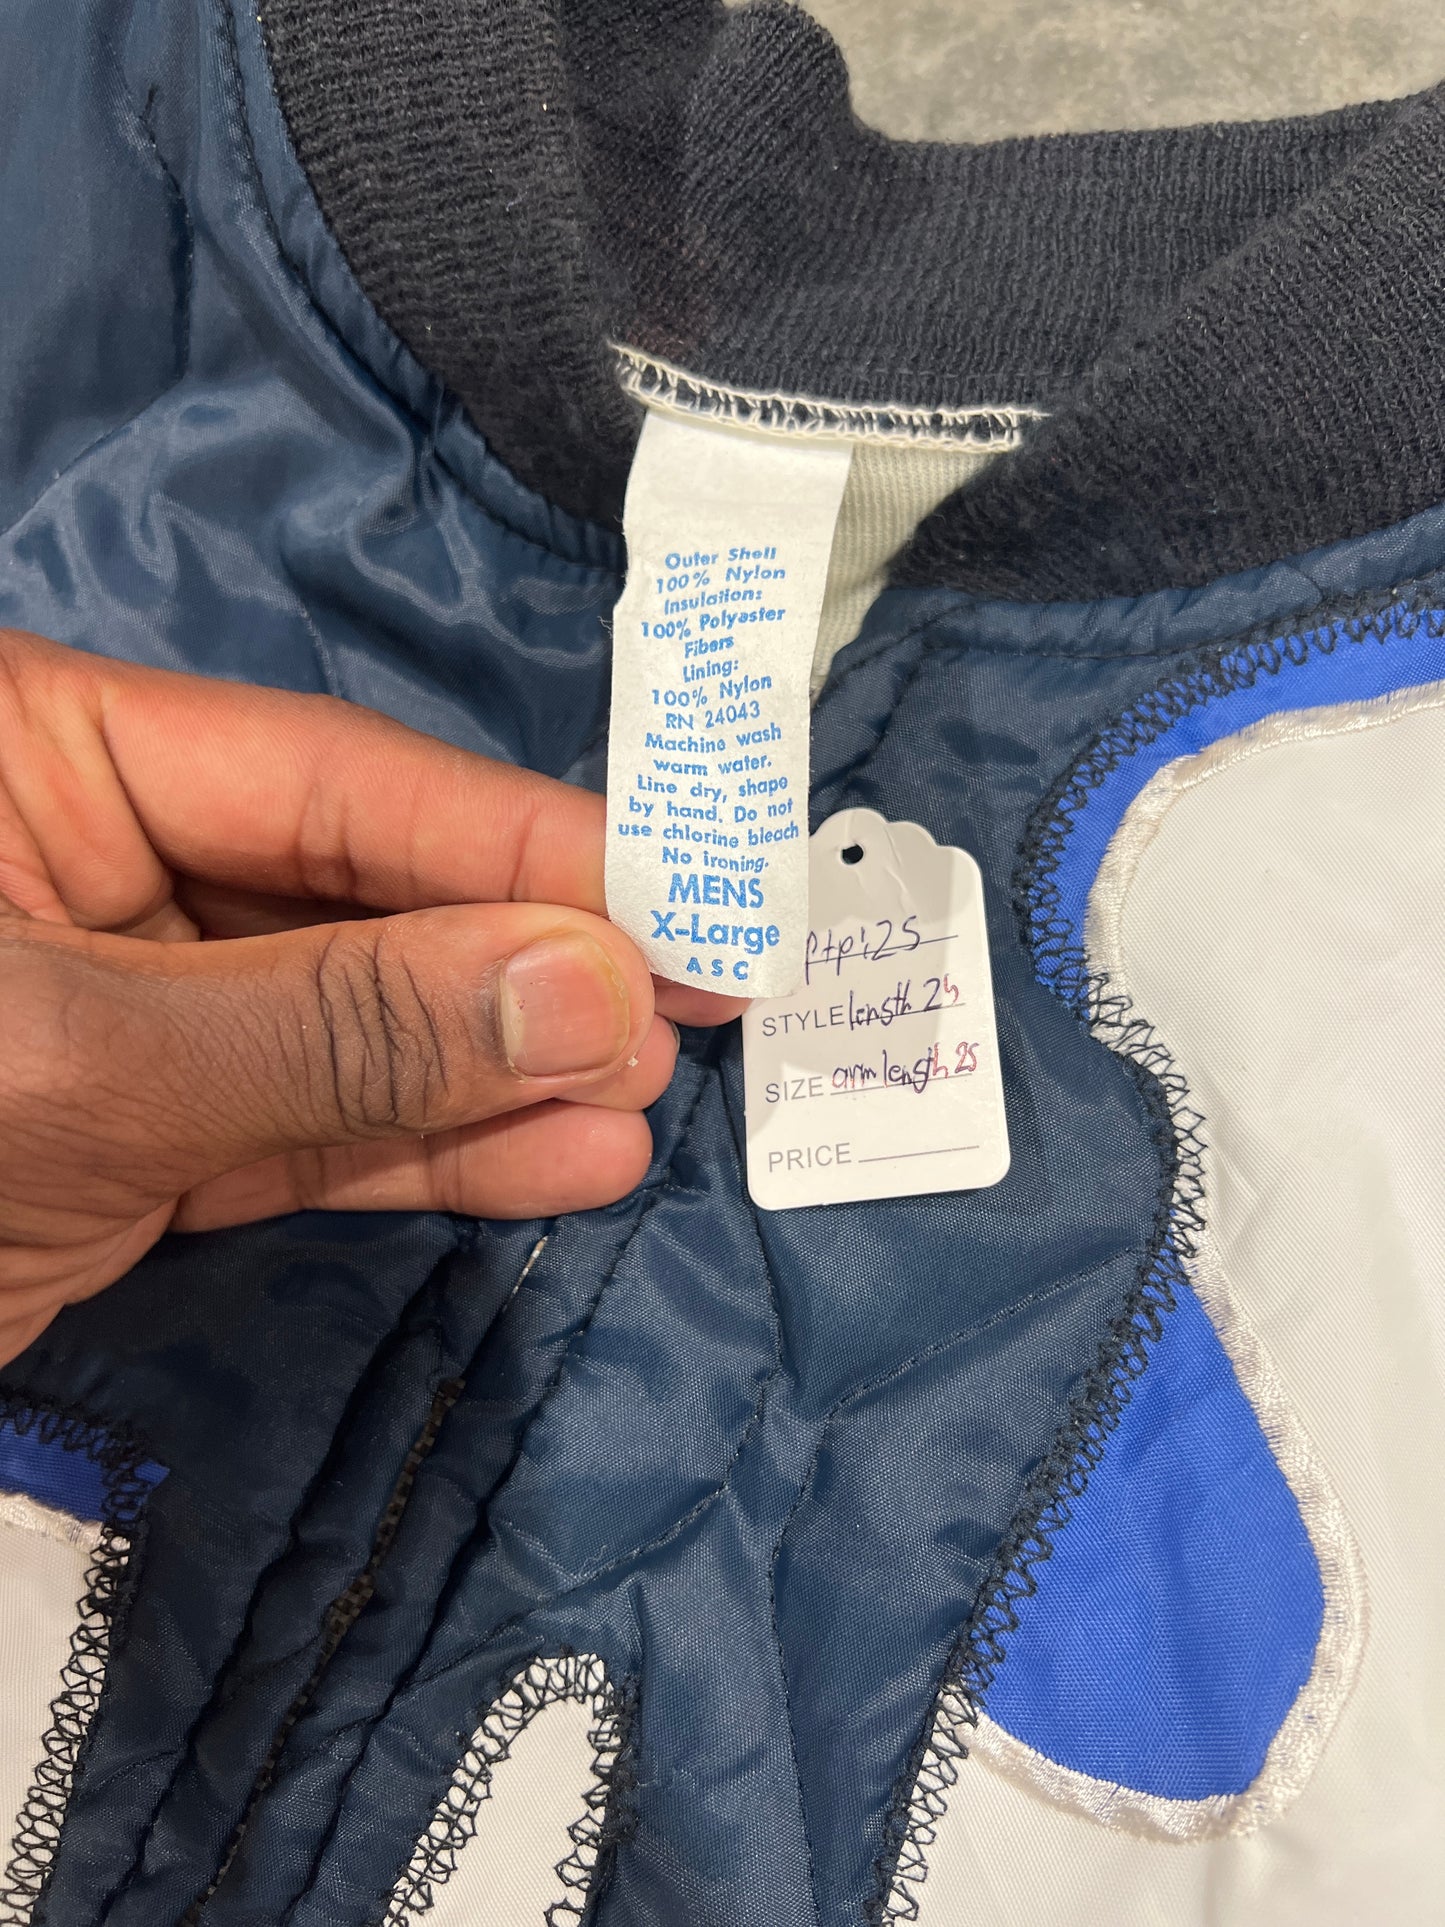 Outer Shell
100% Nylon
Insulation:
100% Polyester
Fibers
Lining:
100% Nylon
RN 24043
Machine wash
warm water.
Line dry, shape
by hand. Do not
use chlorine bleach
No ironing.
MENS
X-Large
A S C
ptp:25
STYLE length 25
SIZE arm length 25
PRICE